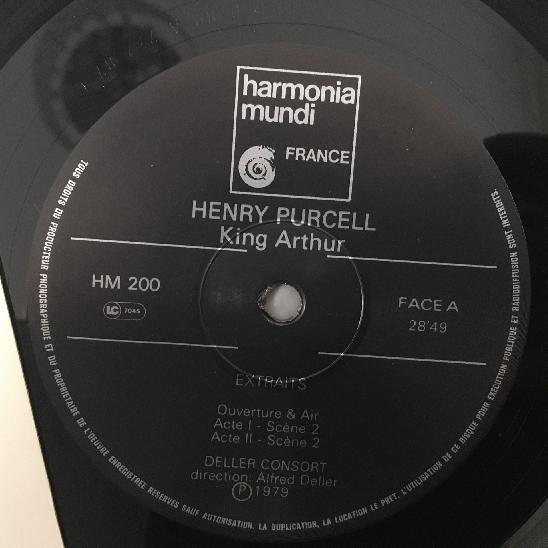 harmonia
mundi
FRANCE
HENRY PURCELL
King Arthur
HM 200
LC 7045
FACE A
28'49
EXTRAITS
Ouverture & Air
Acte I - Scène 2
Acte II - Scène 2
DELLER CONSORT
direction: Alfred Deller
Ⓟ 1979
TOUS DROITS DU PRODUCTEUR PHONOGRAPHIQUE ET DU PROPRIETAIRE DE L'ŒUVRE ENREGISTREE RESERVES SAUF AUTORISATION. LA DUPLICATION, LA LOCATION LE PRET, L'UTILISATION DE CE DISQUE POUR EXECUTION PUBLIQUE ET RADIODIFFUSION SONT INTERDITS.